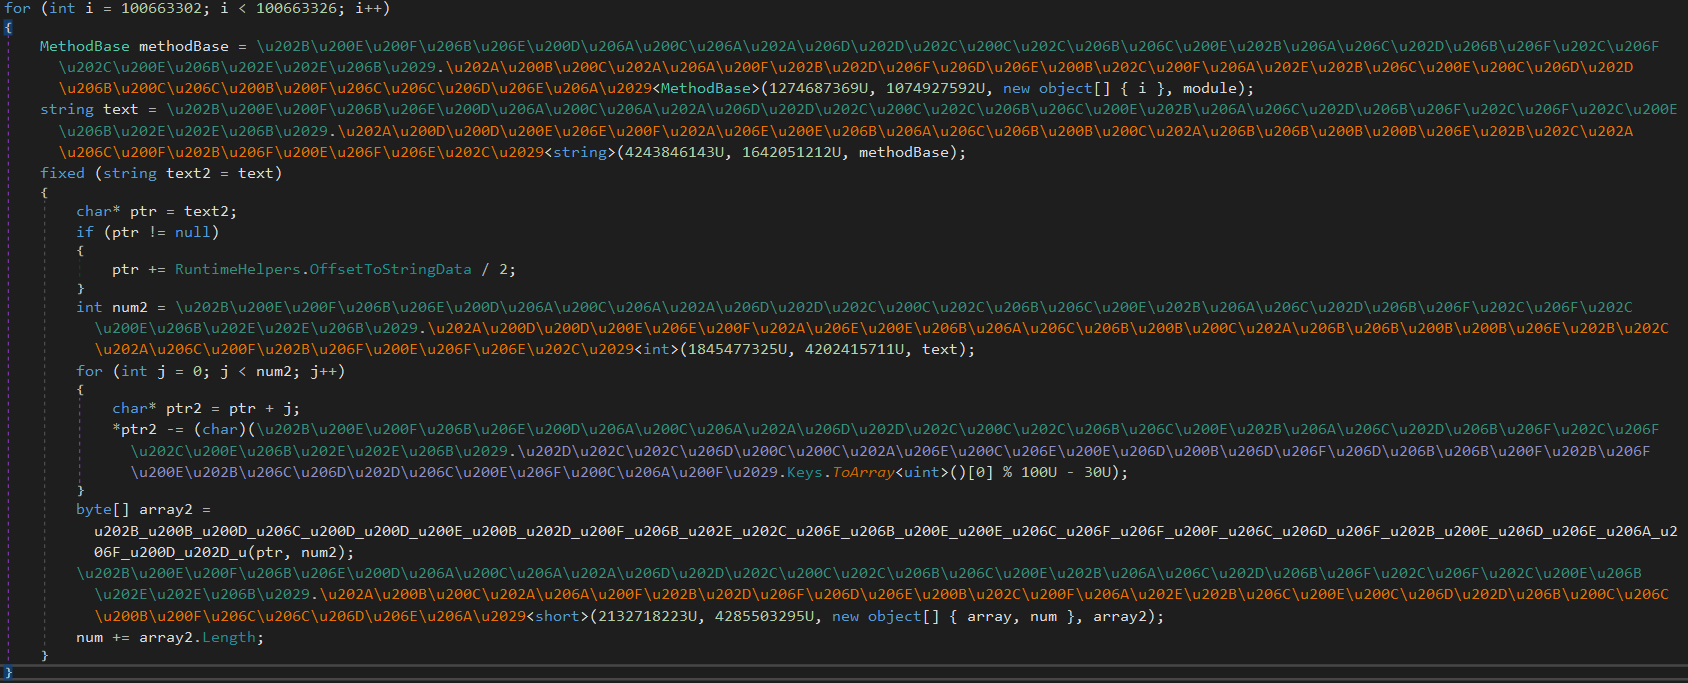 for (int i = 100663302; i < 100663326; i++)
{
MethodBase methodBase = \u202B\u200E\u200F\u206B\u206E\u200D\u206A\u200C\u206A\u202A\u206D\u202D\u202C\u200C\u202C\u206B\u206C\u200E\u202B\u206A\u206C\u202D\u206B\u206F\u202C\u206F
\u202C\u200E\u206B\u202E\u202E\u206B\u2029.\u202A\u200B\u200C\u202A\u206A\u200F\u202B\u202D\u206F\u206D\u206E\u200B\u202C\u200F\u206A\u202E\u202B\u206C\u200E\u200C\u206D\u202D
\u206B\u200C\u206C\u200B\u200F\u206C\u206C\u206D\u206E\u206A\u2029<MethodBase>(1274687369U, 1074927592U, new object[] { i }, module);
string text = \u202B\u200E\u200F\u206B\u206E\u200D\u206A\u200C\u206A\u202A\u206D\u202D\u202C\u200C\u202C\u206B\u206C\u200E\u202B\u206A\u206C\u202D\u206B\u206F\u202C\u206F\u202C\u200E
\u206B\u202E\u202E\u206B\u2029.\u202A\u200D\u200D\u200E\u206E\u200F\u202A\u206E\u200E\u206B\u206A\u206C\u206B\u200B\u200C\u202A\u206B\u206B\u200B\u200B\u206E\u202B\u202C\u202A
\u206C\u200F\u202B\u206F\u200E\u206F\u206E\u202C\u2029<string>(4243846143U, 1642051212U, methodBase);
fixed (string text2 = text)
{
char* ptr = text2;
if (ptr != null)
{
ptr += RuntimeHelpers.OffsetToStringData / 2;
}
int num2 = \u202B\u200E\u200F\u206B\u206E\u200D\u206A\u200C\u206A\u202A\u206D\u202D\u202C\u200C\u202C\u206B\u206C\u200E\u202B\u206A\u206C\u202D\u206B\u206F\u202C\u206F\u202C
\u200E\u206B\u202E\u202E\u206B\u2029.\u202A\u200D\u200D\u200E\u206E\u200F\u202A\u206E\u200E\u206B\u206A\u206C\u206B\u200B\u200C\u202A\u206B\u206B\u200B\u200B\u206E\u202B\u202C
\u202A\u206C\u200F\u202B\u206F\u200E\u206F\u206E\u202C\u2029<int>(1845477325U, 4202415711U, text);
for (int j = 0; j < num2; j++)
{
char* ptr2 = ptr + j;
*ptr2 -= (char)(\u202B\u200E\u200F\u206B\u206E\u200D\u206A\u200C\u206A\u202A\u206D\u202D\u202C\u200C\u202C\u206B\u206C\u200E\u202B\u206A\u206C\u202D\u206B\u206F\u202C\u206F
\u202C\u200E\u206B\u202E\u202E\u206B\u2029.\u202D\u202C\u202C\u206D\u200C\u200C\u202A\u206E\u200C\u206E\u200E\u206D\u200B\u206D\u206F\u206D\u206B\u206B\u200F\u202B\u206F
\u200E\u202B\u206C\u206D\u202D\u206C\u200E\u206F\u200C\u206A\u200F\u2029.Keys.ToArray<uint>()[0] % 100U - 30U);
}
byte[] array2 =
u202B_u200B_u200D_u206C_u200D_u200D_u200E_u200B_u202D_u200F_u206B_u202E_u202C_u206E_u206B_u200E_u200E_u206C_u206F_u206F_u200F_u206C_u206D_u206F_u202B_u200E_u206D_u206E_u206A_u2
06F_u200D_u202D_u(ptr, num2);
\u202B\u200E\u200F\u206B\u206E\u200D\u206A\u200C\u206A\u202A\u206D\u202D\u202C\u200C\u202C\u206B\u206C\u200E\u202B\u206A\u206C\u202D\u206B\u206F\u202C\u206F\u202C\u200E\u206B
\u202E\u202E\u206B\u2029.\u202A\u200B\u200C\u202A\u206A\u200F\u202B\u202D\u206F\u206D\u206E\u200B\u202C\u200F\u206A\u202E\u202B\u206C\u200E\u200C\u206D\u202D\u206B\u200C\u206C
\u200B\u200F\u206C\u206C\u206D\u206E\u206A\u2029<short>(2132718223U, 4285503295U, new object[] { array, num }, array2);
num += array2.Length;
}
}